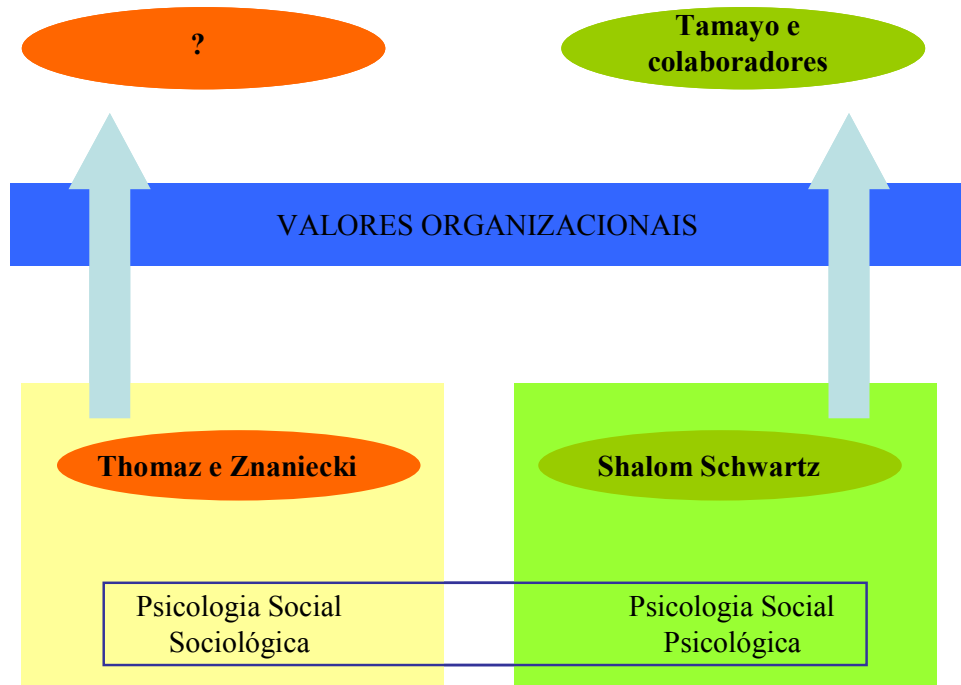 ?
Tamayo e
colaboradores
VALORES ORGANIZACIONAIS
Thomaz e Znaniecki
Shalom Schwartz
Psicologia Social
Sociológica
Psicologia Social
Psicológica